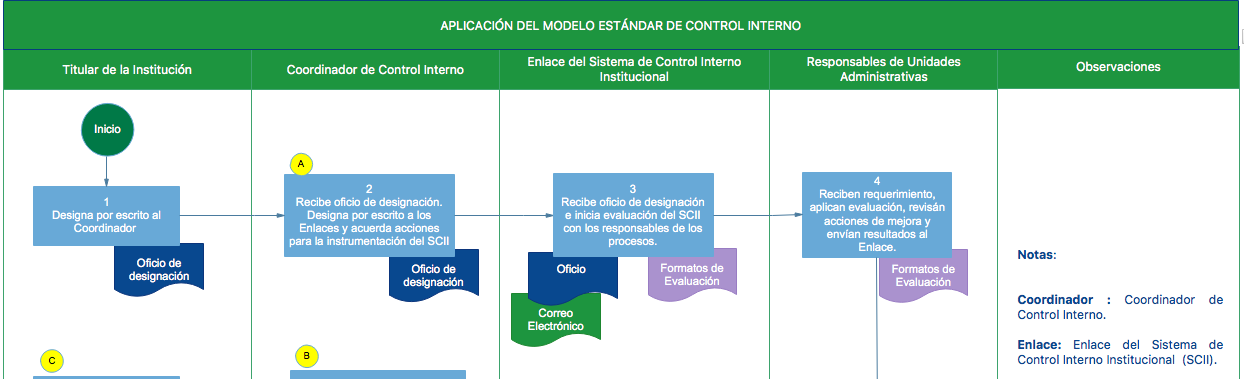 APLICACIÓN DEL MODELO ESTÁNDAR DE CONTROL INTERNO
Titular de la Institución
Coordinador de Control Interno
Enlace del Sistema de Control Interno
Institucional
Responsables de Unidades
Administrativas
Observaciones
Inicio
1
Designa por escrito al
Coordinador
Oficio de
designación
A
2
Recibe oficio de designación.
Designa por escrito a los
Enlaces y acuerda acciones
para la instrumentación del SCII
Oficio de
designación
3
Recibe oficio de designación
e inicia evaluación del SCII
con los responsables de los
procesos.
Oficio
Formatos de
Evaluación
Correo
Electrónico
4
Reciben requerimiento,
aplican evaluación, revisán
acciones de mejora y
envían resultados al
Enlace.
Formatos de
Evaluación
Notas:
Coordinador : Coordinador de
Control Interno.
Enlace: Enlace del Sistema de
Control Interno Institucional (SCII).
C
B